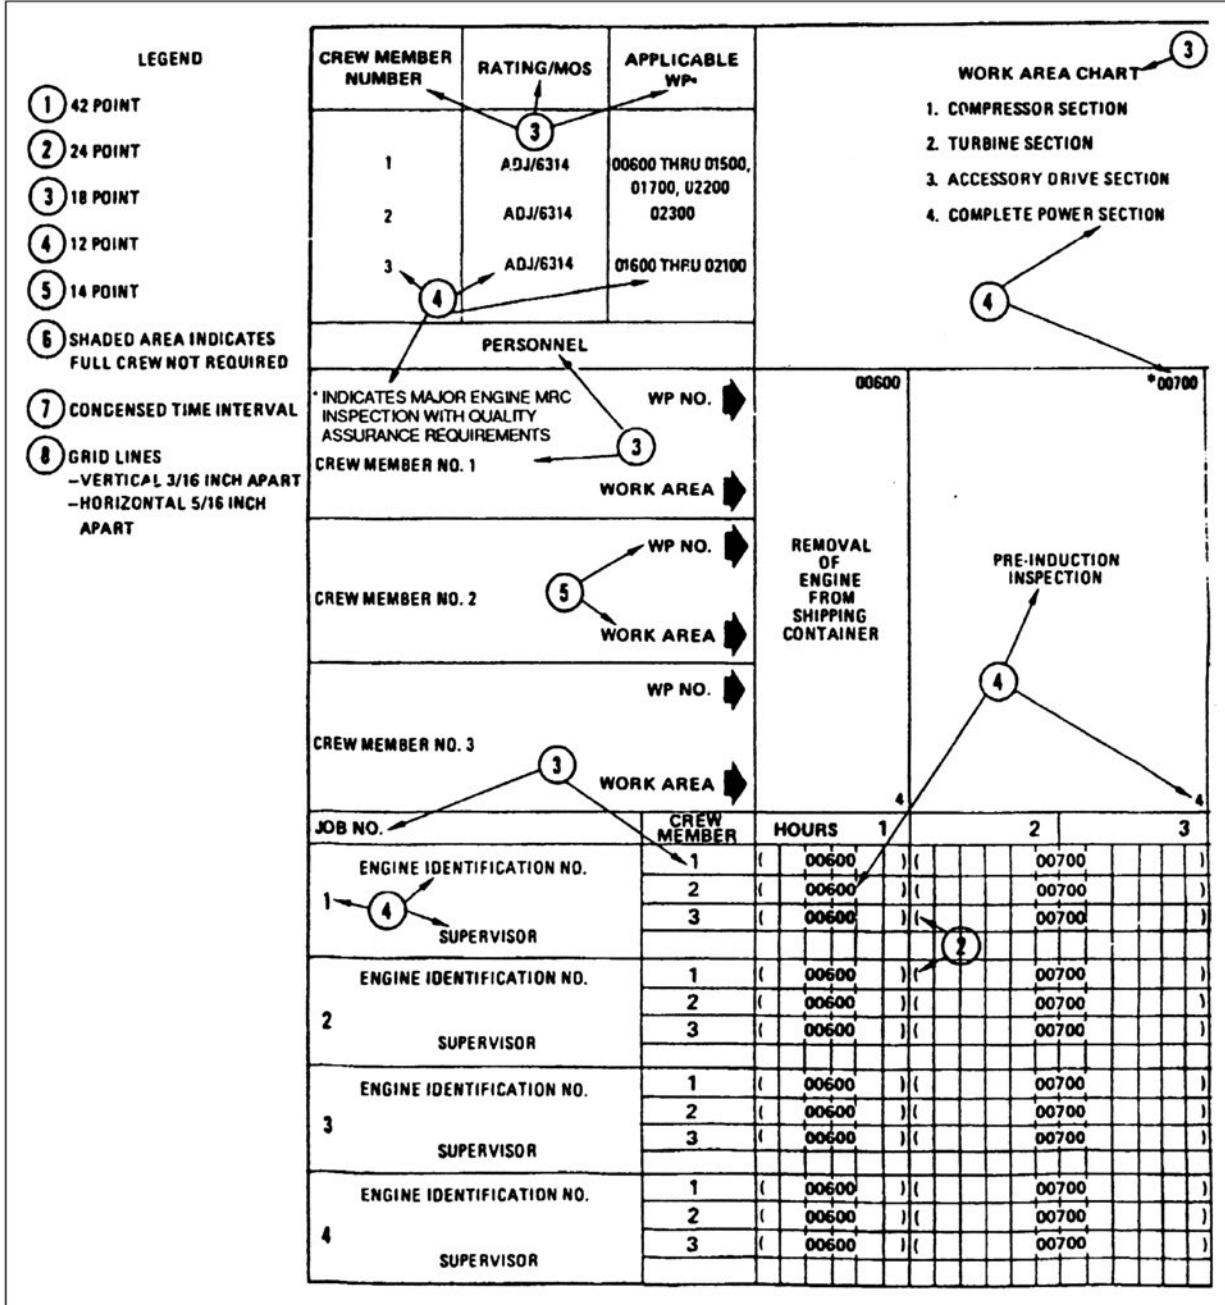 LEGEND
1 42 POINT
2 24 POINT
3 18 POINT
4 12 POINT
5 14 POINT
6 SHADED AREA INDICATES
FULL CREW NOT REQUIRED
7 CONDENSED TIME INTERVAL
8 GRID LINES
–VERTICAL 3/16 INCH APART
–HORIZONTAL 5/16 INCH
APART
CREW MEMBER
NUMBER
RATING/MOS
APPLICABLE
WP*
3
1 ADJ/6314 00600 THRU 01500,
01700, 02200
2 ADJ/6314 02300
3 ADJ/6314 01600 THRU 02100
4
PERSONNEL
WORK AREA CHART
3
1. COMPRESSOR SECTION
2. TURBINE SECTION
3. ACCESSORY DRIVE SECTION
4. COMPLETE POWER SECTION
4
* INDICATES MAJOR ENGINE MRC
INSPECTION WITH QUALITY
ASSURANCE REQUIREMENTS
WP NO.
3
CREW MEMBER NO. 1
WORK AREA
WP NO.
CREW MEMBER NO. 2
5
WORK AREA
WP NO.
CREW MEMBER NO. 3
3
WORK AREA
00600
REMOVAL
OF
ENGINE
FROM
SHIPPING
CONTAINER
4
*00700
PRE-INDUCTION
INSPECTION
4
4
JOB NO.
CREW
MEMBER
HOURS 1 2 3
ENGINE IDENTIFICATION NO.
1
4
SUPERVISOR
1 ( 00600 ) ( 00700 )
2 ( 00600 ) ( 00700 )
3 ( 00600 ) ( 00700 )
2
ENGINE IDENTIFICATION NO.
2
SUPERVISOR
1 ( 00600 ) ( 00700 )
2 ( 00600 ) ( 00700 )
3 ( 00600 ) ( 00700 )
ENGINE IDENTIFICATION NO.
3
SUPERVISOR
1 ( 00600 ) ( 00700 )
2 ( 00600 ) ( 00700 )
3 ( 00600 ) ( 00700 )
ENGINE IDENTIFICATION NO.
4
SUPERVISOR
1 ( 00600 ) ( 00700 )
2 ( 00600 ) ( 00700 )
3 ( 00600 ) ( 00700 )